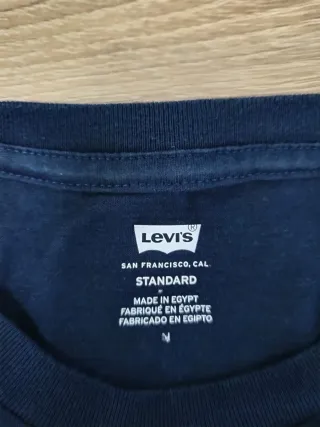 LEVI'S®
SAN FRANCISCO, CAL.
STANDARD
MADE IN EGYPT
FABRIQUÉ EN ÉGYPTE
FABRICADO EN EGIPTO